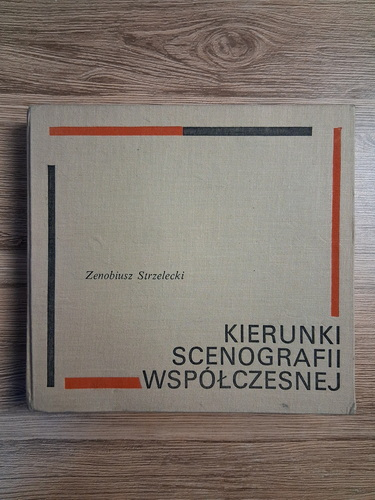 Zenobiusz Strzelecki
KIERUNKI
SCENOGRAFII
WSPÓŁCZESNEJ